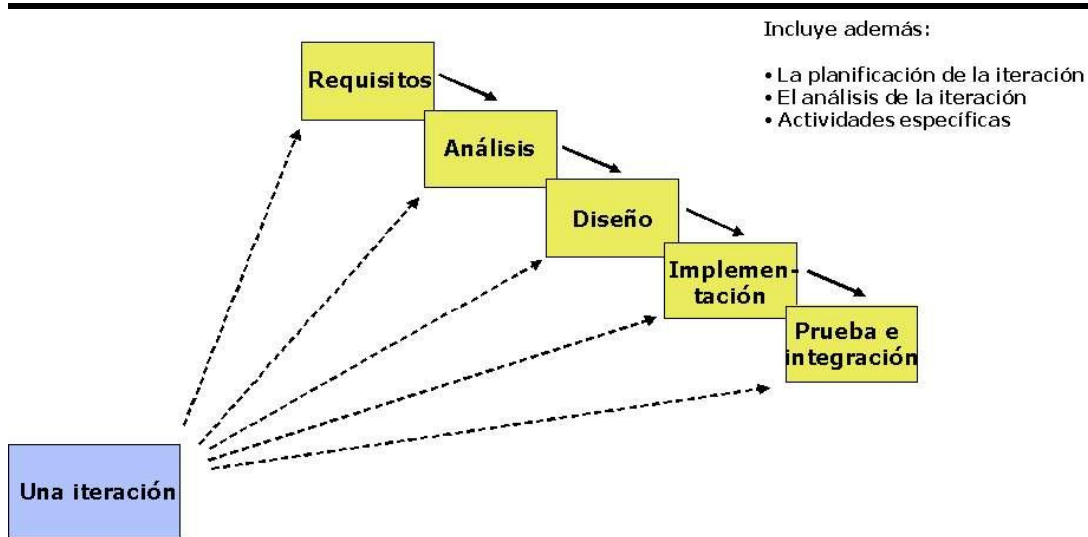 Incluye además:
• La planificación de la iteración
• El análisis de la iteración
• Actividades específicas
Requisitos
Análisis
Diseño
Implemen-
tación
Prueba e
integración
Una iteración